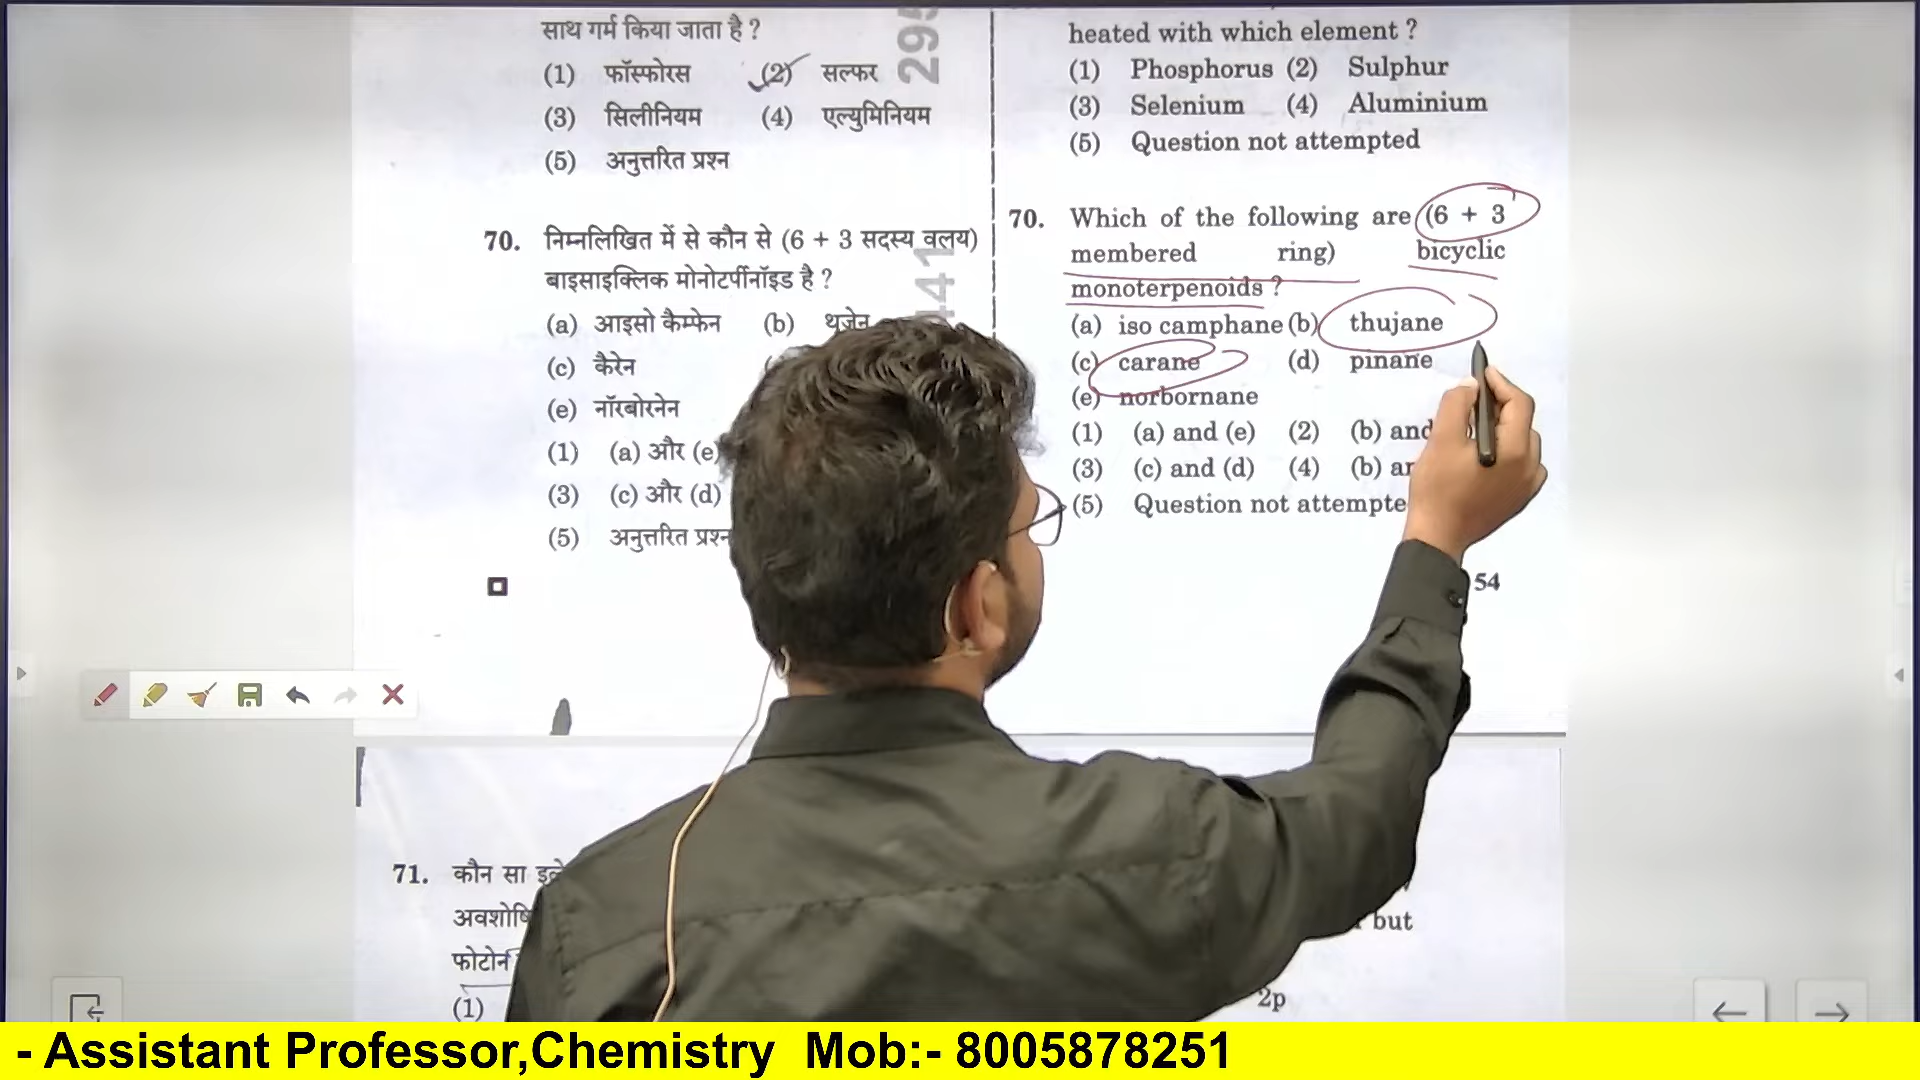 साथ गर्म किया जाता है ?
(1) फॉस्फोरस (2) सल्फर
(3) सिलीनियम (4) एल्युमिनियम
(5) अनुत्तरित प्रश्न
70. निम्नलिखित में से कौन से (6 + 3 सदस्य वलय)
बाइसाइक्लिक मोनोटर्पीनॉइड है ?
(a) आइसो कैम्फेन (b) थुजेन
(c) कैरेन
(e) नॉरबोरनेन
(1) (a) और (e)
(3) (c) और (d)
(5) अनुत्तरित प्रश्न
295
441
heated with which element ?
(1) Phosphorus (2) Sulphur
(3) Selenium (4) Aluminium
(5) Question not attempted
70. Which of the following are (6 + 3
membered ring) bicyclic
monoterpenoids ?
(a) iso camphane (b) thujane
(c) carane (d) pinane
(e) norbornane
(1) (a) and (e) (2) (b) and
(3) (c) and (d) (4) (b)
(5) Question not
54
71. कौन सा
(1)
but
2p
- Assistant Professor,Chemistry Mob:- 8005878251